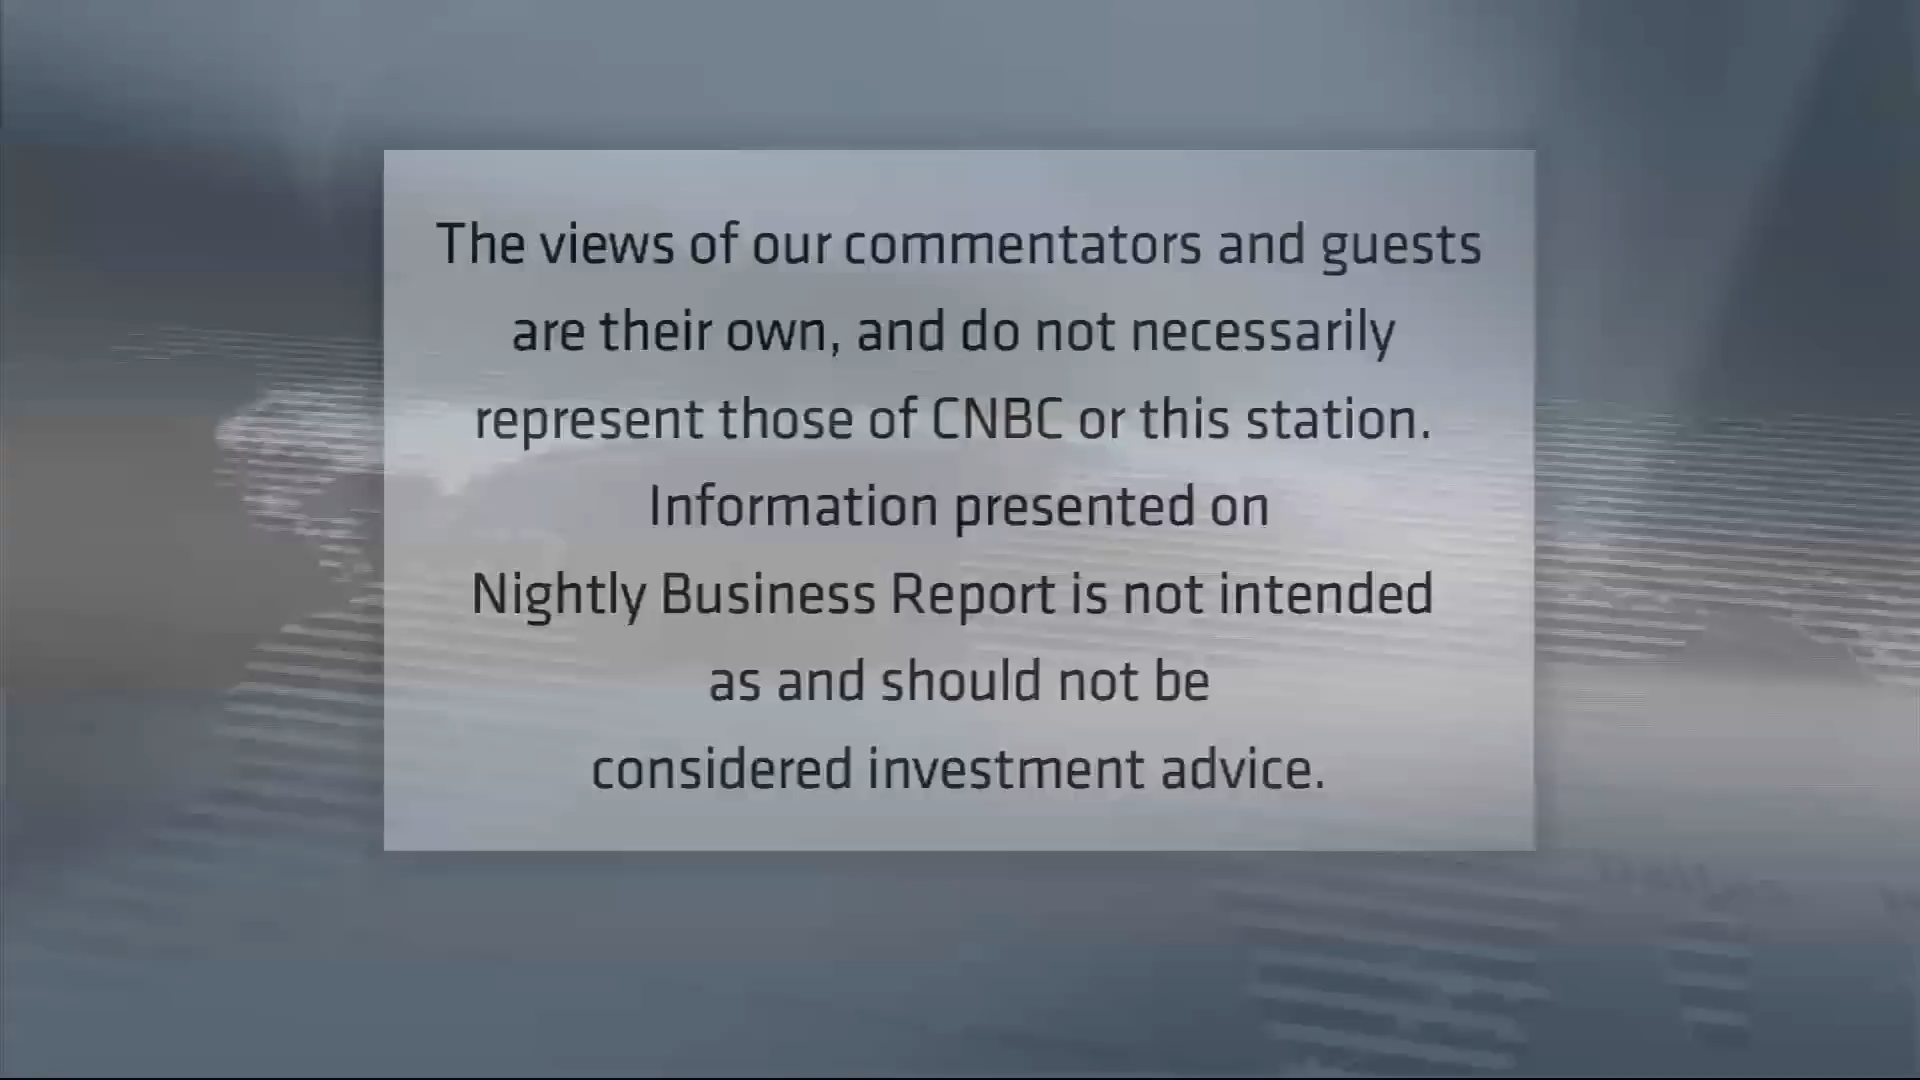 The views of our commentators and guests
are their own, and do not necessarily
represent those of CNBC or this station.
Information presented on
Nightly Business Report is not intended
as and should not be
considered investment advice.